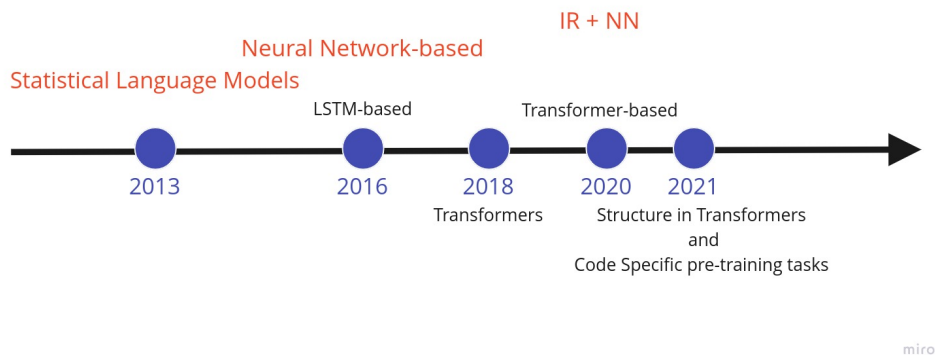 IR + NN
Neural Network-based
Statistical Language Models
LSTM-based
Transformer-based
2013
2016
2018
2020
2021
Transformers
Structure in Transformers
and
Code Specific pre-training tasks
miro